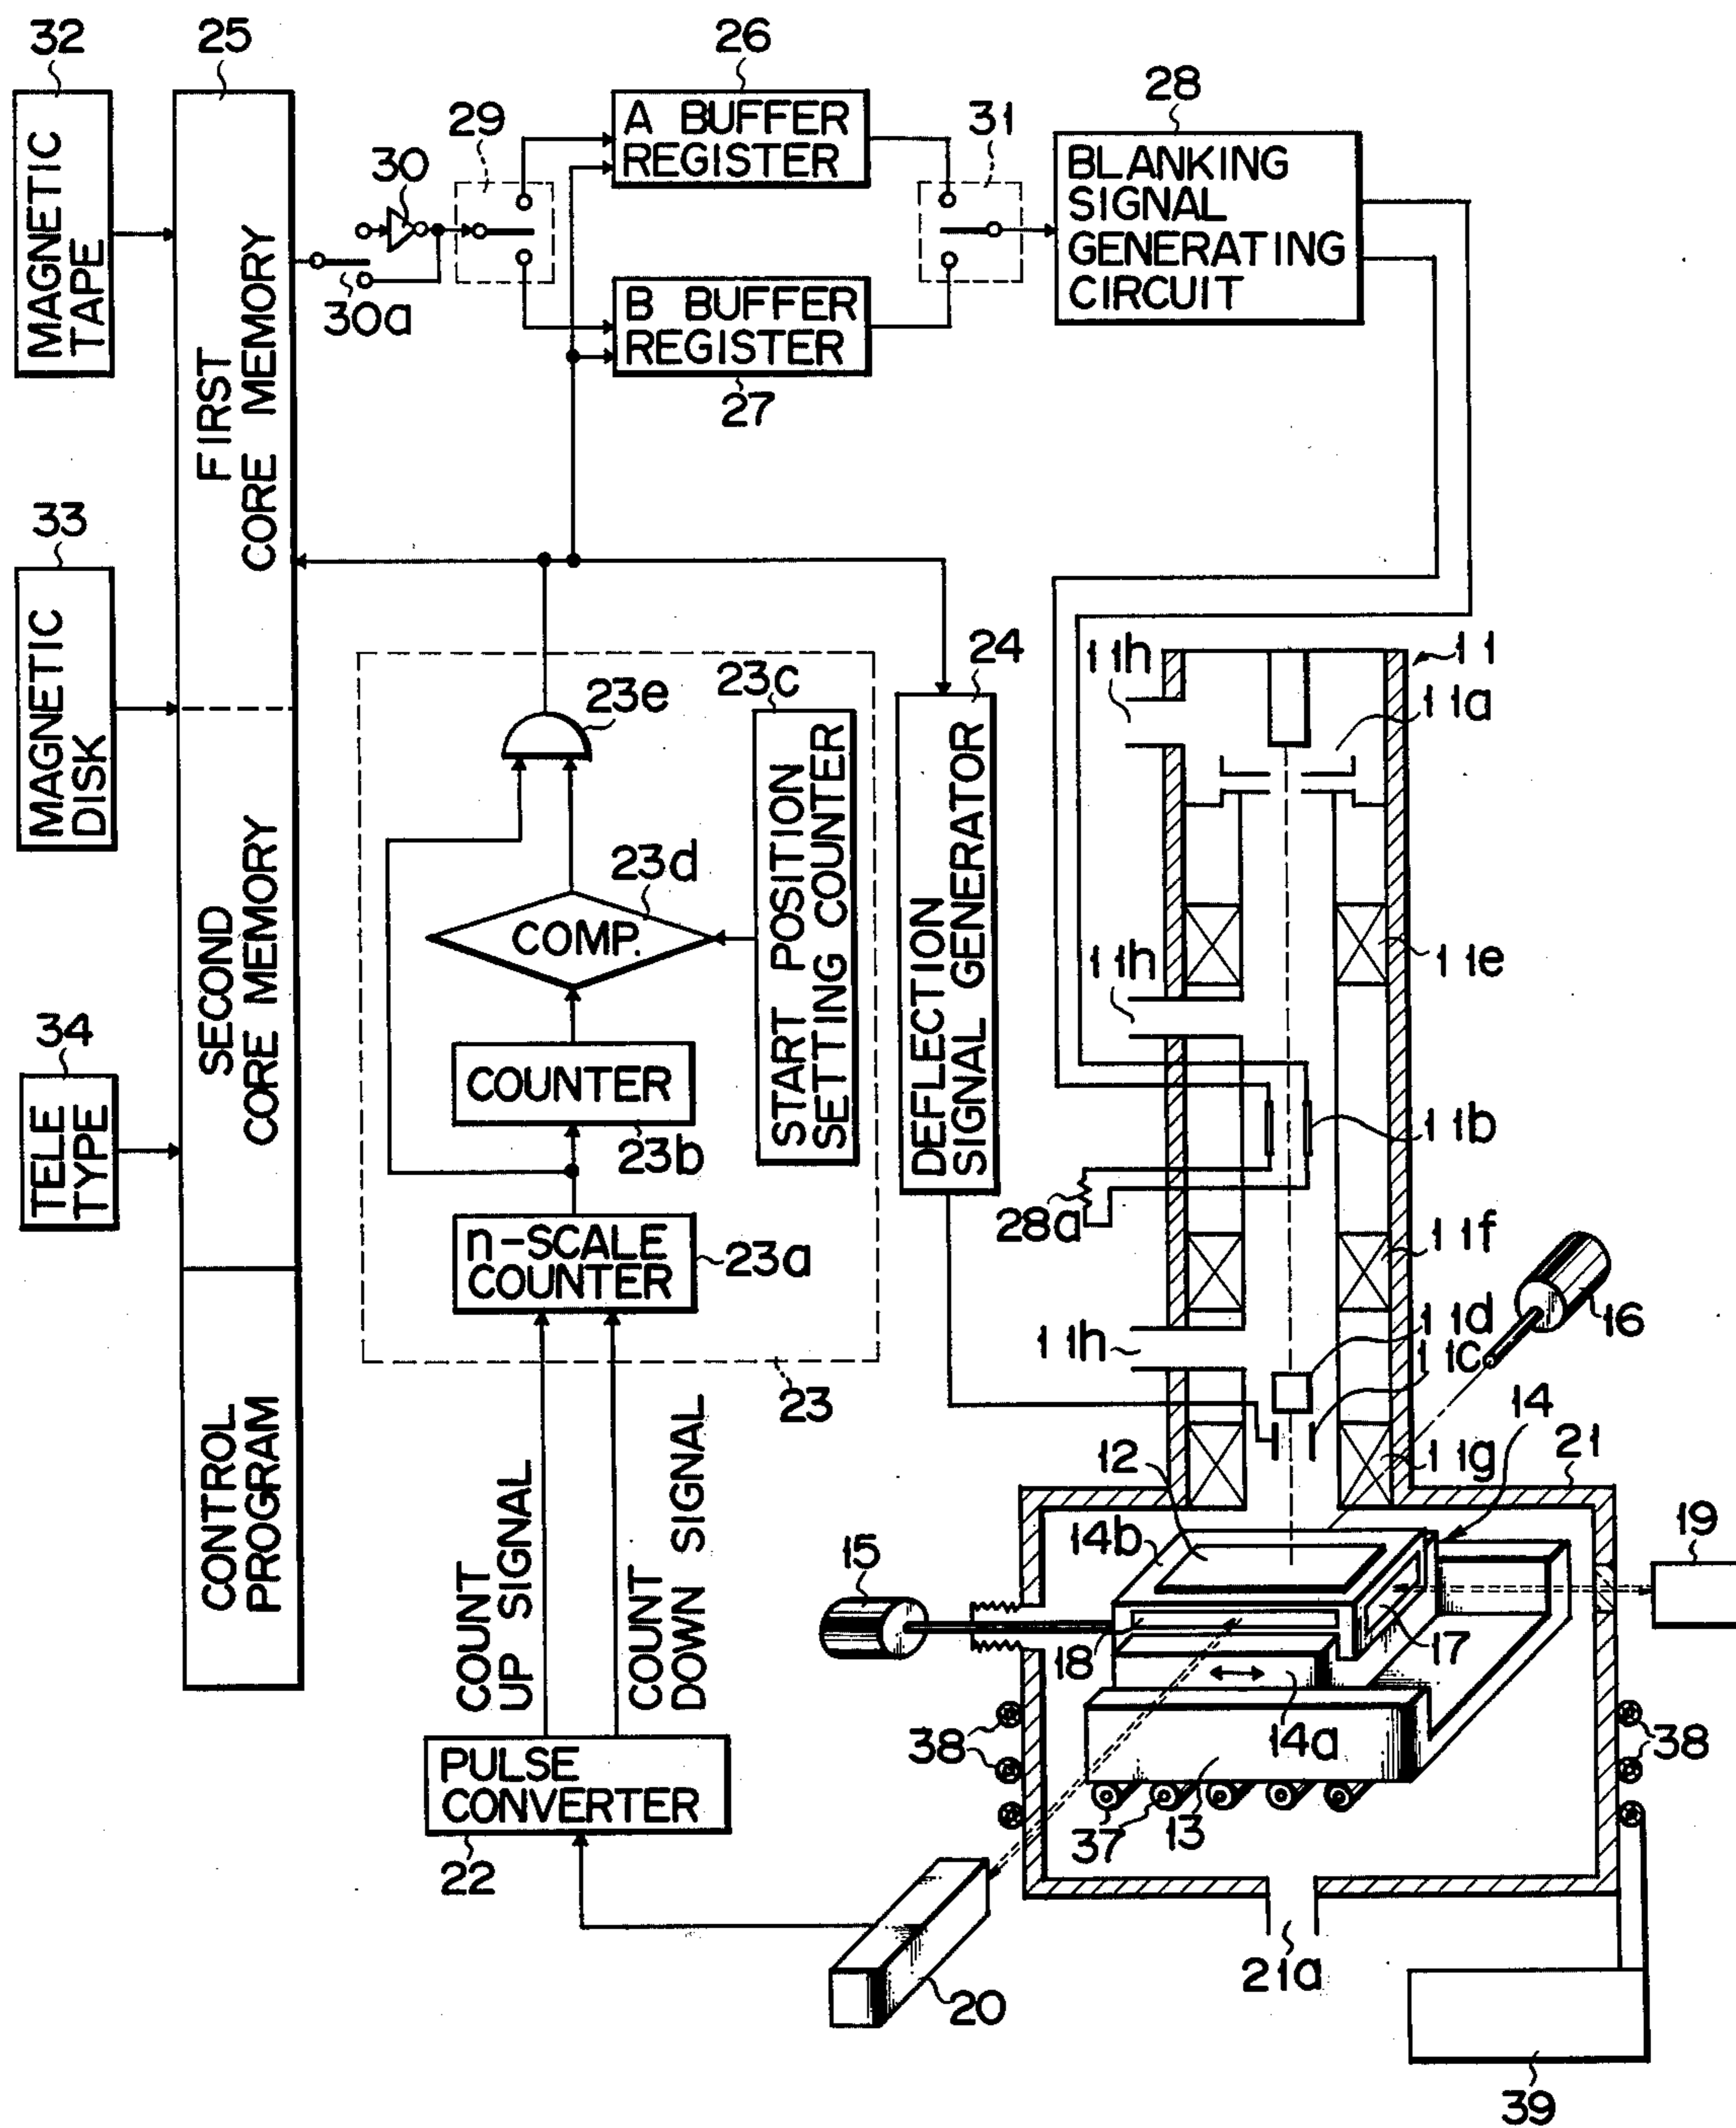 32
25
26
28
29
31
30
A BUFFER
REGISTER
BLANKING
SIGNAL
GENERATING
CIRCUIT
MAGNETIC
TAPE
30a
B BUFFER
REGISTER
27
FIRST
CORE MEMORY
33
MAGNETIC
DISK
24
11h
11
23e
23c
11a
START POSITION
SETTING COUNTER
DEFLECTION
SIGNAL GENERATOR
23d
COMP.
11h
11e
SECOND
CORE MEMORY
34
TELE
TYPE
COUNTER
23b
11b
28a
n-SCALE
COUNTER
23a
11f
16
11d
11h
11c
23
14
CONTROL
PROGRAM
12
11g
21
COUNT
UP SIGNAL
COUNT
DOWN SIGNAL
14b
15
19
18
17
14a
38
38
PULSE
CONVERTER
37
13
22
21a
20
39